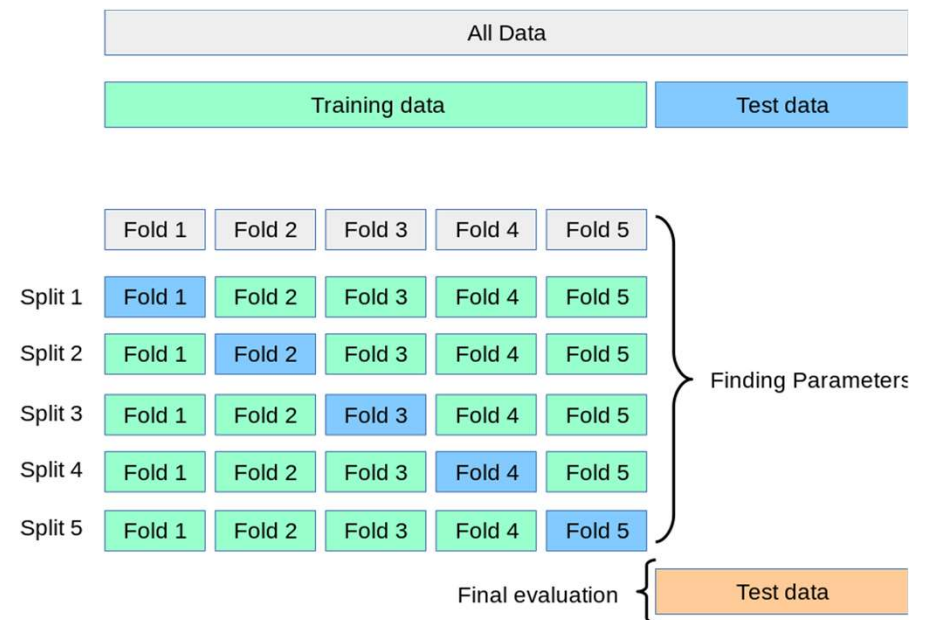 All Data
Training data Test data
Fold 1 Fold 2 Fold 3 Fold 4 Fold 5
Split 1 Fold 1 Fold 2 Fold 3 Fold 4 Fold 5
Split 2 Fold 1 Fold 2 Fold 3 Fold 4 Fold 5
Finding Parameters
Split 3 Fold 1 Fold 2 Fold 3 Fold 4 Fold 5
Split 4 Fold 1 Fold 2 Fold 3 Fold 4 Fold 5
Split 5 Fold 1 Fold 2 Fold 3 Fold 4 Fold 5
Final evaluation Test data